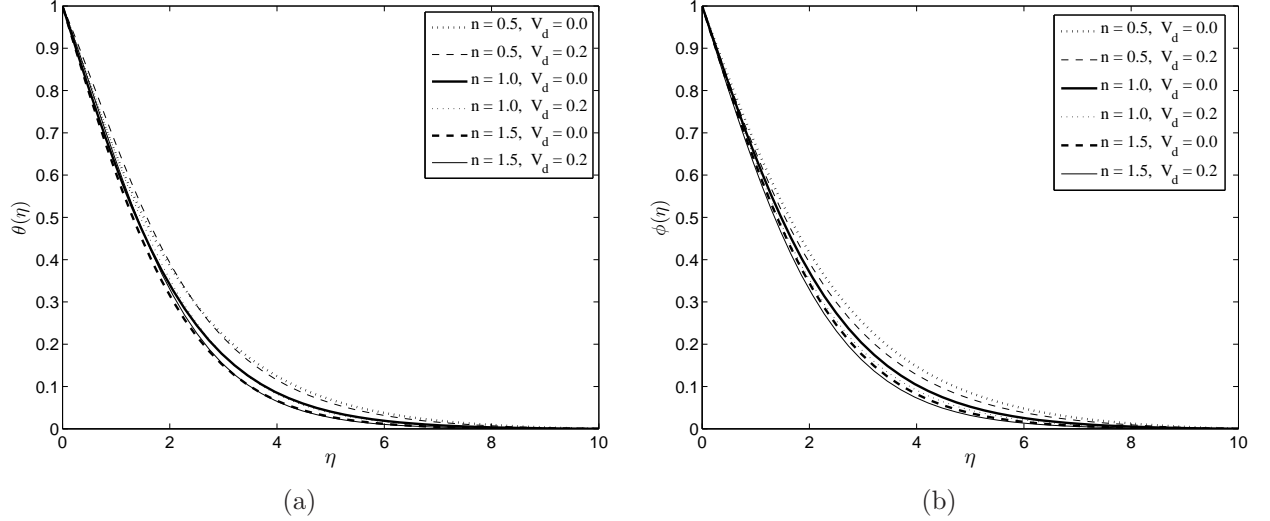 1
0.9
0.8
0.7
0.6
0.5
0.4
0.3
0.2
0.1
0
θ(η)
0 2 4 6 8 10
η
n = 0.5, V_d = 0.0
n = 0.5, V_d = 0.2
n = 1.0, V_d = 0.0
n = 1.0, V_d = 0.2
n = 1.5, V_d = 0.0
n = 1.5, V_d = 0.2
(a)
1
0.9
0.8
0.7
0.6
0.5
0.4
0.3
0.2
0.1
0
ϕ(η)
0 2 4 6 8 10
η
n = 0.5, V_d = 0.0
n = 0.5, V_d = 0.2
n = 1.0, V_d = 0.0
n = 1.0, V_d = 0.2
n = 1.5, V_d = 0.0
n = 1.5, V_d = 0.2
(b)